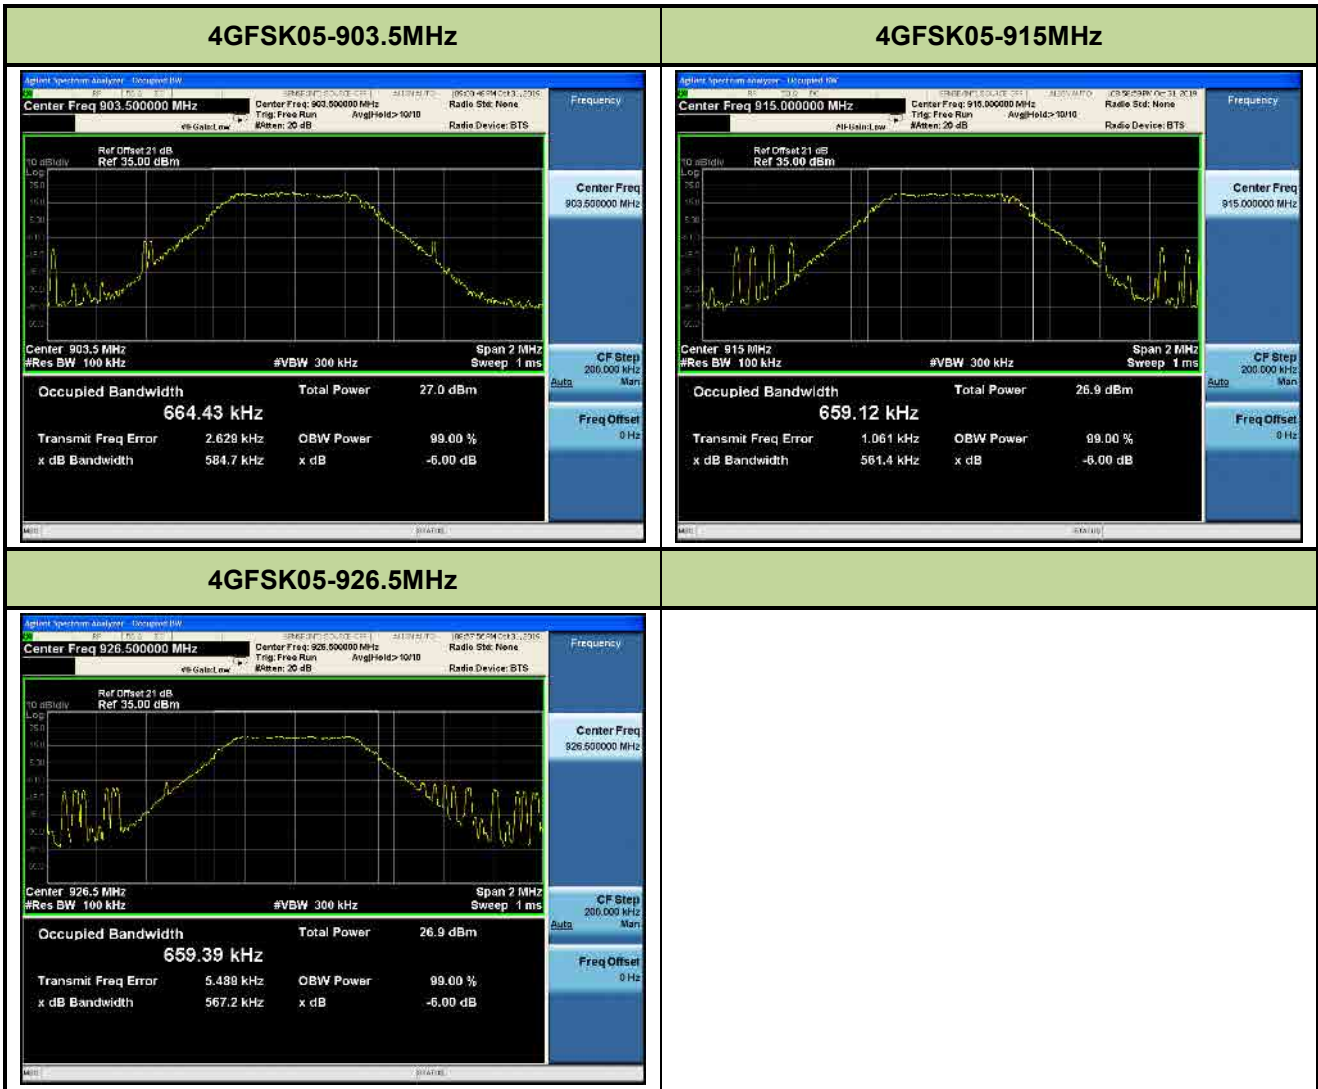 4GFSK05-903.5MHz
4GFSK05-915MHz
Agilent Spectrum Analyzer - Occupied BW
Center Freq 903.500000 MHz
Center Freq: 903.500000 MHz
Radio Std: None
Trig: Free Run Avg|Hold>10/10
#IFGain:Low #Atten: 20 dB Radio Device: BTS
Ref Offset 21 dB
10 dB/div Ref 35.00 dBm
Log
Center 903.5 MHz Span 2 MHz
#Res BW 100 kHz #VBW 300 kHz Sweep 1 ms
Occupied Bandwidth Total Power 27.0 dBm
664.43 kHz
Transmit Freq Error 2.629 kHz OBW Power 99.00 %
x dB Bandwidth 584.7 kHz x dB -6.00 dB
MSG STATUS
Frequency
Center Freq
903.500000 MHz
CF Step
200.000 kHz
Auto Man
Freq Offset
0 Hz
Agilent Spectrum Analyzer - Occupied BW
Center Freq 915.000000 MHz
Center Freq: 915.000000 MHz
Radio Std: None
Trig: Free Run Avg|Hold>10/10
#IFGain:Low #Atten: 20 dB Radio Device: BTS
Ref Offset 21 dB
10 dB/div Ref 35.00 dBm
Log
Center 915 MHz Span 2 MHz
#Res BW 100 kHz #VBW 300 kHz Sweep 1 ms
Occupied Bandwidth Total Power 26.9 dBm
659.12 kHz
Transmit Freq Error 1.061 kHz OBW Power 99.00 %
x dB Bandwidth 561.4 kHz x dB -6.00 dB
MSG STATUS
Frequency
Center Freq
915.000000 MHz
CF Step
200.000 kHz
Auto Man
Freq Offset
0 Hz
4GFSK05-926.5MHz
Agilent Spectrum Analyzer - Occupied BW
Center Freq 926.500000 MHz
Center Freq: 926.500000 MHz
Radio Std: None
Trig: Free Run Avg|Hold>10/10
#IFGain:Low #Atten: 20 dB Radio Device: BTS
Ref Offset 21 dB
10 dB/div Ref 35.00 dBm
Log
Center 926.5 MHz Span 2 MHz
#Res BW 100 kHz #VBW 300 kHz Sweep 1 ms
Occupied Bandwidth Total Power 26.9 dBm
659.39 kHz
Transmit Freq Error 5.489 kHz OBW Power 99.00 %
x dB Bandwidth 567.2 kHz x dB -6.00 dB
MSG STATUS
Frequency
Center Freq
926.500000 MHz
CF Step
200.000 kHz
Auto Man
Freq Offset
0 Hz